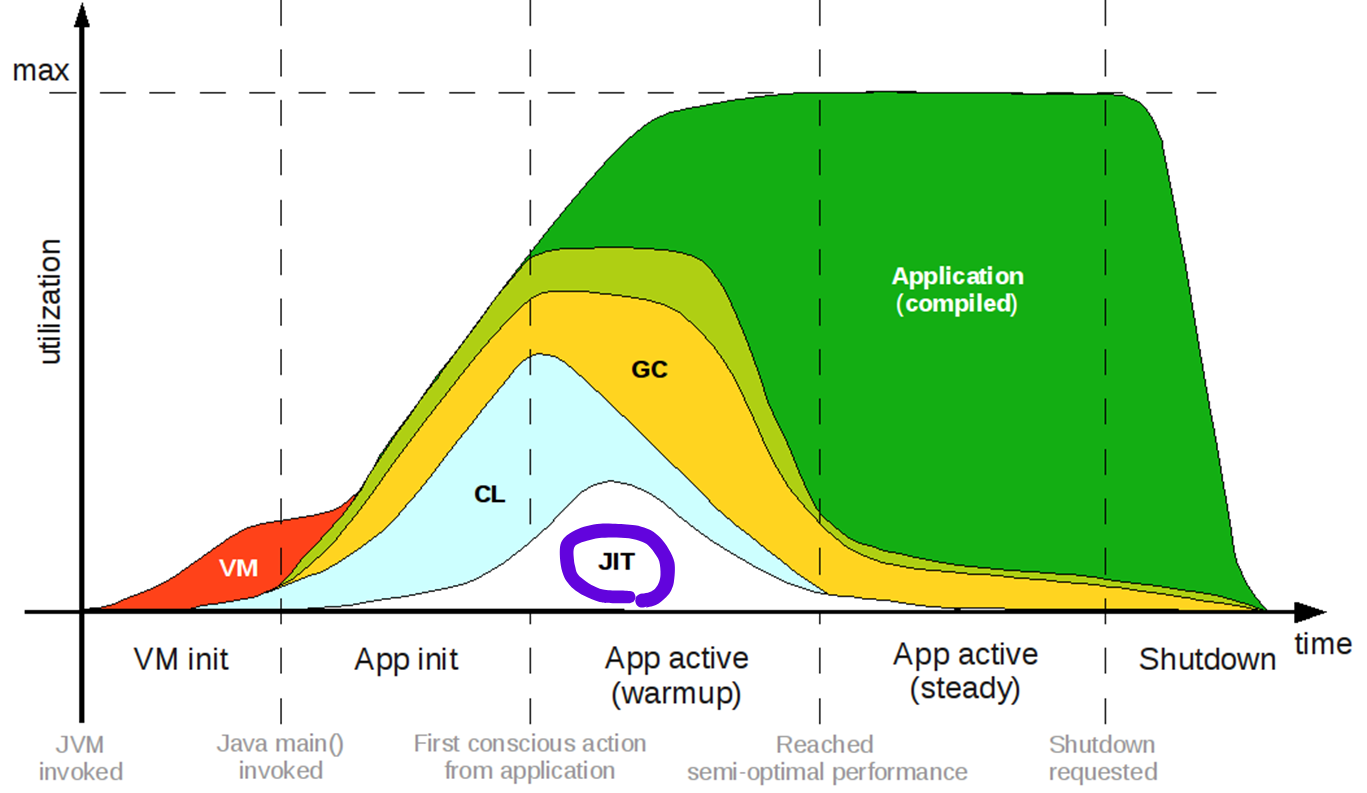 max
utilization
Application
(compiled)
GC
CL
JIT
VM
time
VM init
App init
App active
(warmup)
App active
(steady)
Shutdown
JVM
invoked
Java main()
invoked
First conscious action
from application
Reached
semi-optimal performance
Shutdown
requested